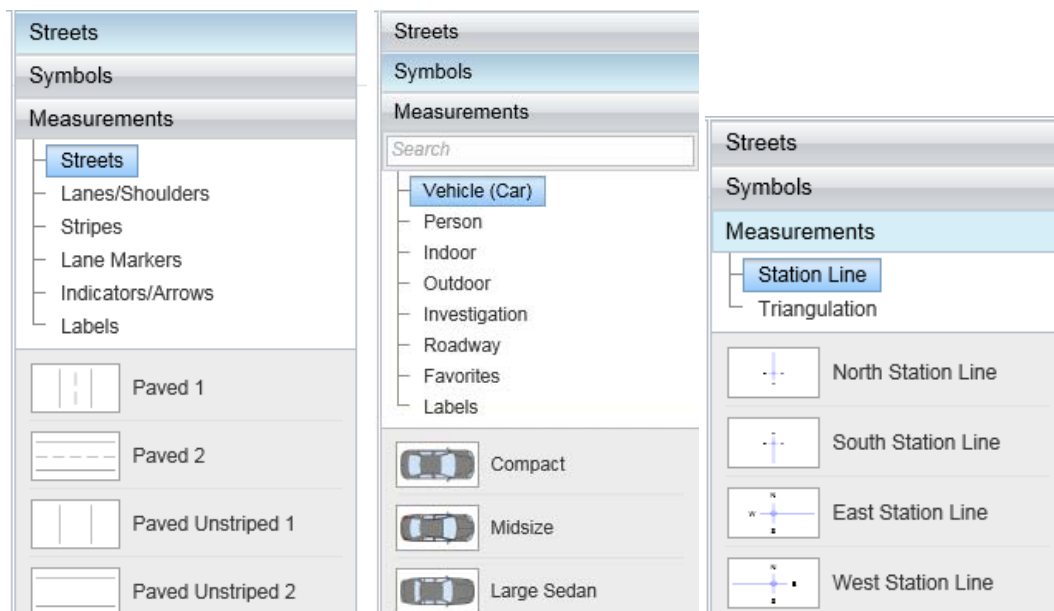 Streets
Symbols
Measurements
Streets
Lanes/Shoulders
Stripes
Lane Markers
Indicators/Arrows
Labels
Paved 1
Paved 2
Paved Unstriped 1
Paved Unstriped 2
Streets
Symbols
Measurements
Search
Vehicle (Car)
Person
Indoor
Outdoor
Investigation
Roadway
Favorites
Labels
Compact
Midsize
Large Sedan
Streets
Symbols
Measurements
Station Line
Triangulation
North Station Line
South Station Line
N
W
East Station Line
N
West Station Line